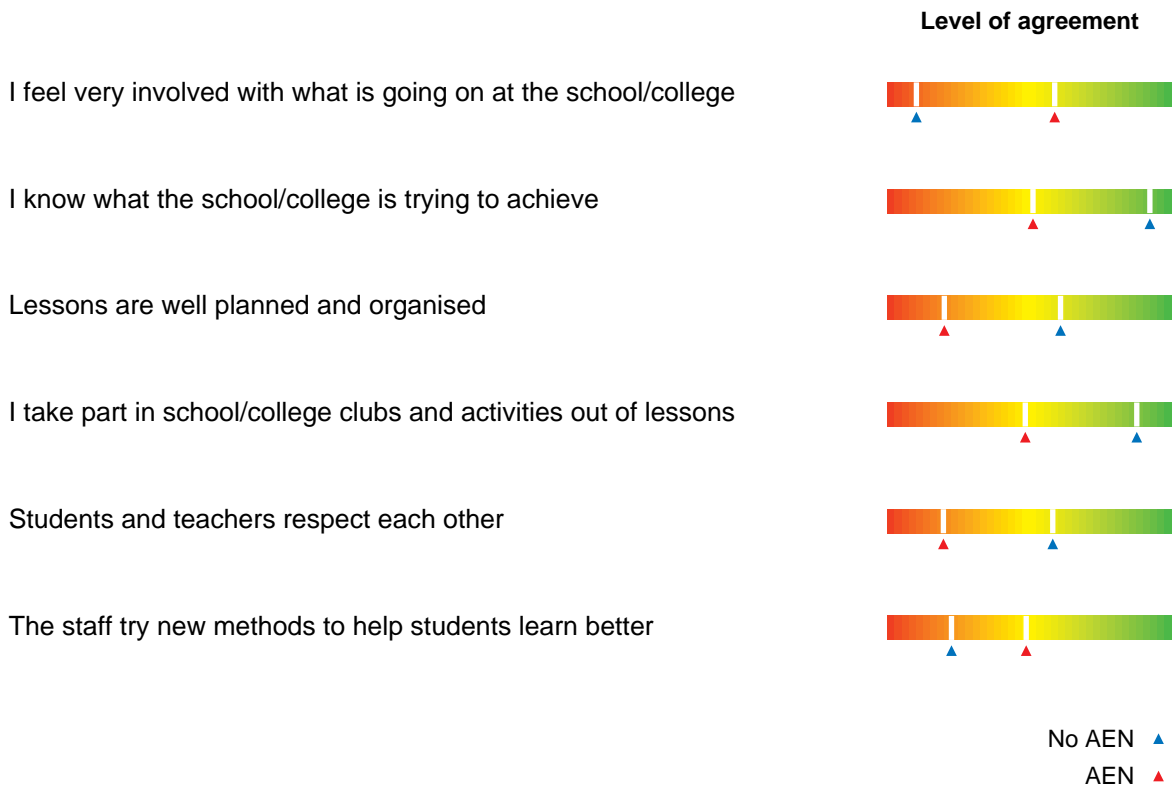 Level of agreement
I feel very involved with what is going on at the school/college
I know what the school/college is trying to achieve
Lessons are well planned and organised
I take part in school/college clubs and activities out of lessons
Students and teachers respect each other
The staff try new methods to help students learn better
No AEN
AEN